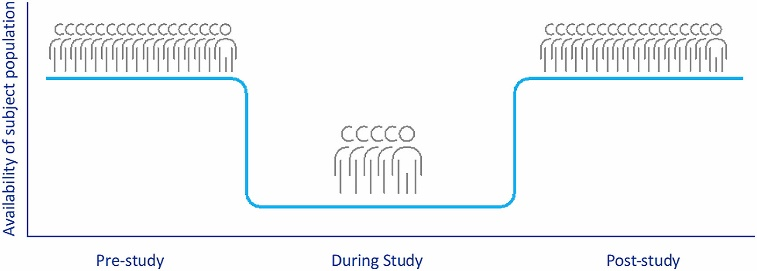 Availability of subject population
Pre-study
During Study
Post-study